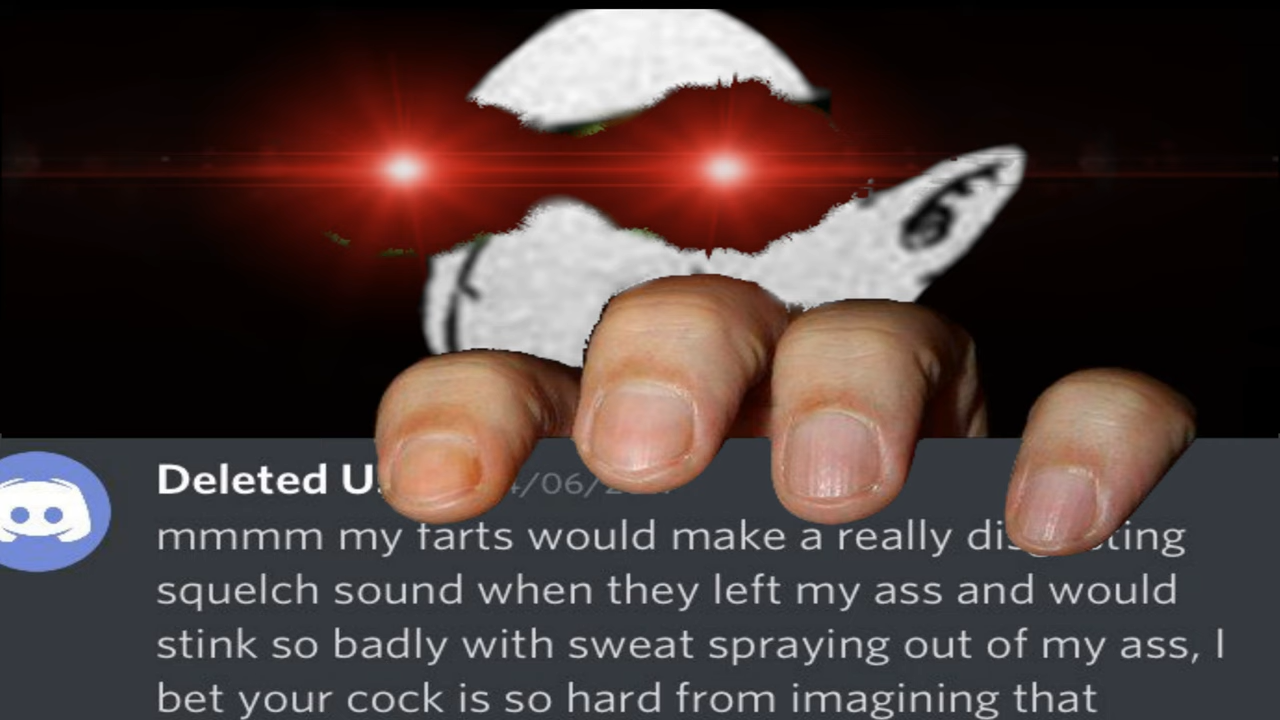 Deleted U
mmmm my farts would make a really
squelch sound when they left my ass and would
stink so badly with sweat spraying out of my ass, I
bet your cock is so hard from imagining that